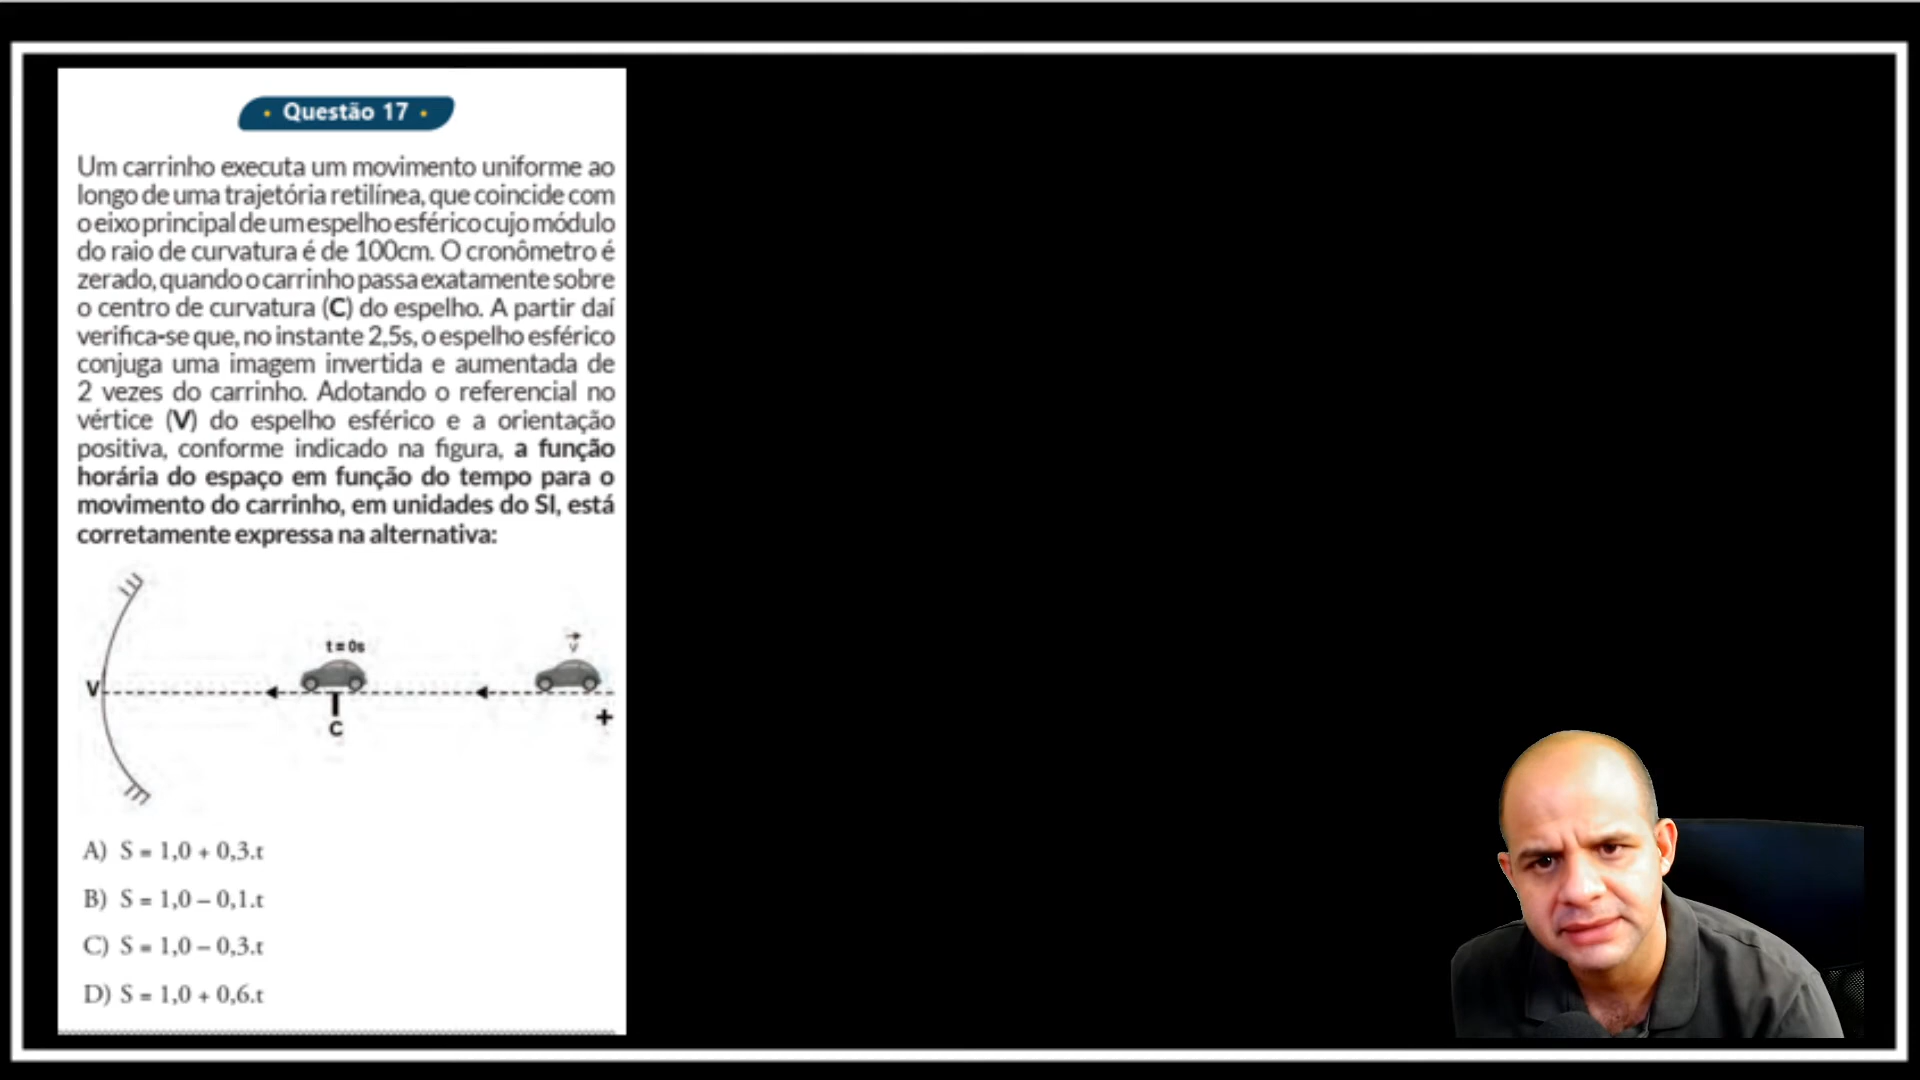 • Questão 17 •
Um carrinho executa um movimento uniforme ao
longo de uma trajetória retilínea, que coincide com
o eixo principal de um espelho esférico cujo módulo
do raio de curvatura é de 100cm. O cronômetro é
zerado, quando o carrinho passa exatamente sobre
o centro de curvatura (C) do espelho. A partir daí
verifica-se que, no instante 2,5s, o espelho esférico
conjuga uma imagem invertida e aumentada de
2 vezes do carrinho. Adotando o referencial no
vértice (V) do espelho esférico e a orientação
positiva, conforme indicado na figura, a função
horária do espaço em função do tempo para o
movimento do carrinho, em unidades do SI, está
corretamente expressa na alternativa:
t = 0s
v
V
+
C
A) S = 1,0 + 0,3.t
B) S = 1,0 – 0,1.t
C) S = 1,0 – 0,3.t
D) S = 1,0 + 0,6.t